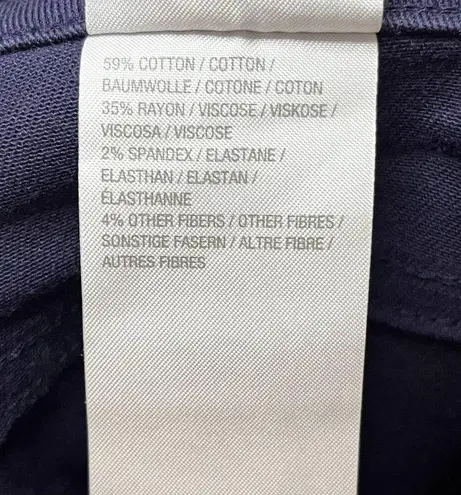 59% COTTON / COTTON /
BAUMWOLLE / COTONE / COTON
35% RAYON / VISCOSE / VISKOSE /
VISCOSA / VISCOSE
2% SPANDEX / ELASTANE /
ELASTHAN / ELASTAN /
ÉLASTHANNE
4% OTHER FIBERS / OTHER FIBRES /
SONSTIGE FASERN / ALTRE FIBRE /
AUTRES FIBRES